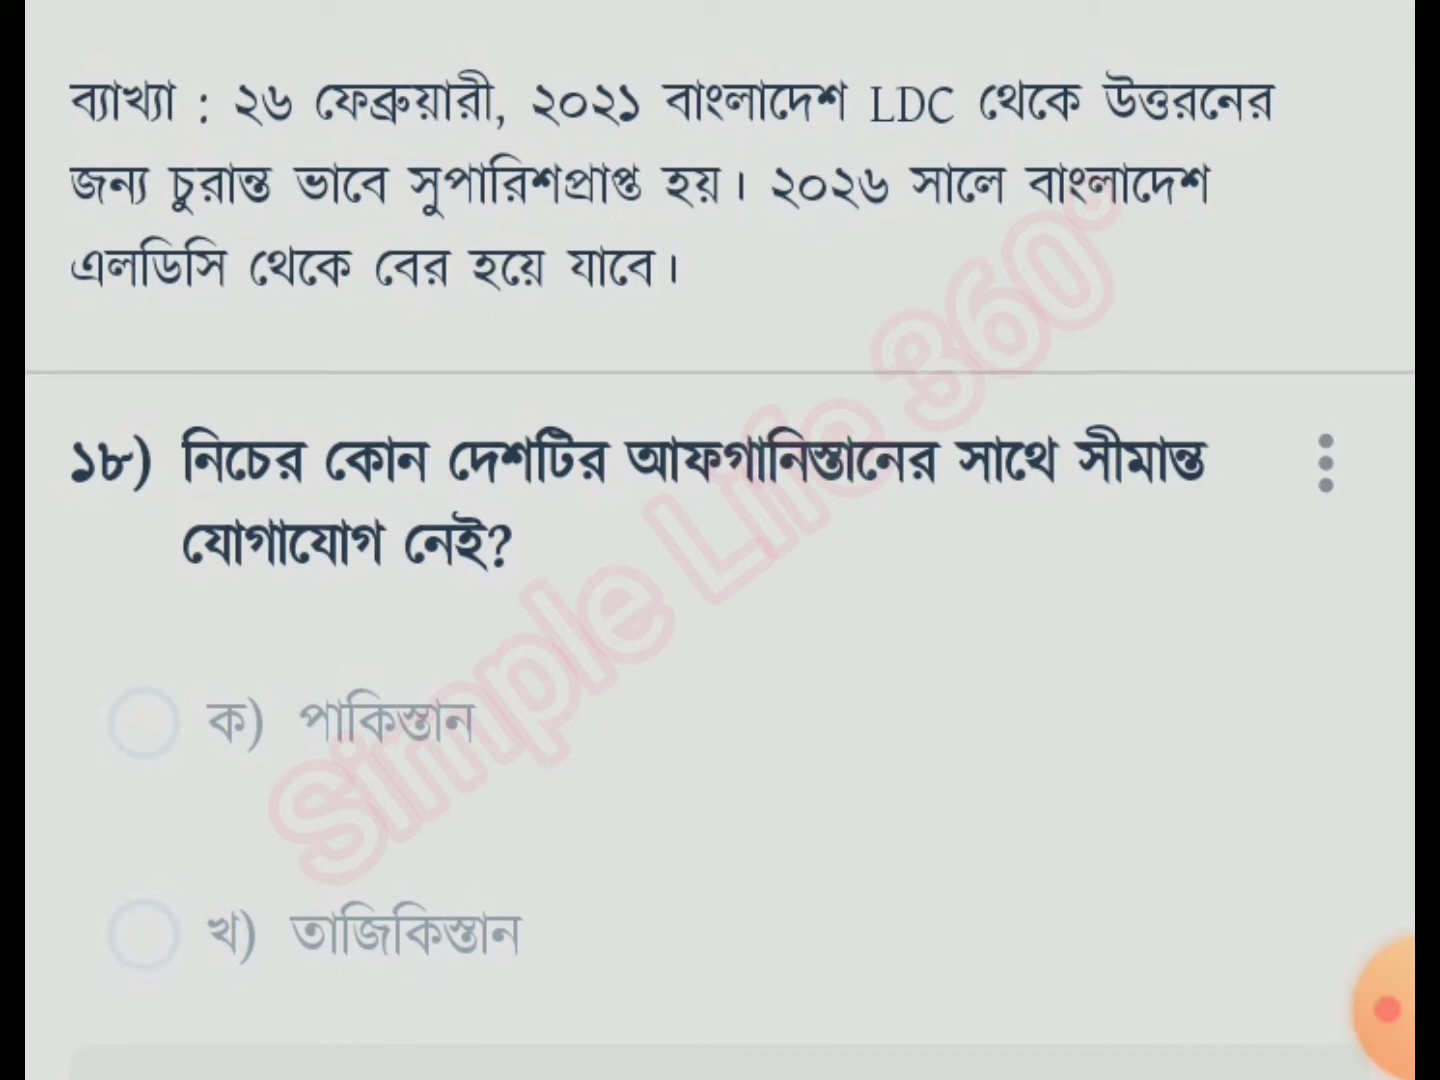 ব্যাখ্যা : ২৬ ফেব্রুয়ারী, ২০২১ বাংলাদেশ LDC থেকে উত্তরনের
জন্য চুরান্ত ভাবে সুপারিশপ্রাপ্ত হয়। ২০২৬ সালে বাংলাদেশ
এলডিসি থেকে বের হয়ে যাবে।
১৮) নিচের কোন দেশটির আফগানিস্তানের সাথে সীমান্ত
যোগাযোগ নেই?
ক) পাকিস্তান
খ) তাজিকিস্তান
Simple Life 360°